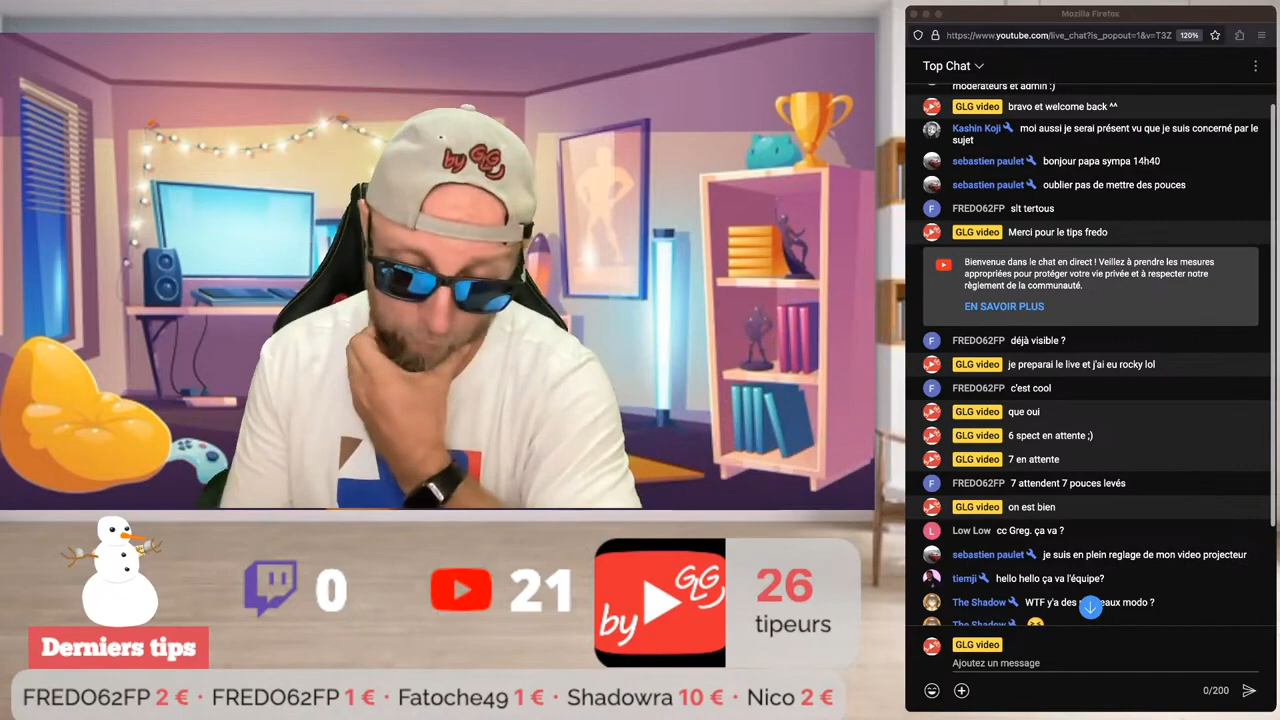 Mozilla Firefox
https://www.youtube.com/live_chat?is_popout=1&v=T3Z 120%
Top Chat
moderateurs et admin :)
GLG video bravo et welcome back ^^
Kashin Koji moi aussi je serai présent vu que je suis concerné par le
sujet
sebastien paulet bonjour papa sympa 14h40
sebastien paulet oublier pas de mettre des pouces
FREDO62FP slt tertous
GLG video Merci pour le tips fredo
Bienvenue dans le chat en direct ! Veillez à prendre les mesures
appropriées pour protéger votre vie privée et à respecter notre
règlement de la communauté.
EN SAVOIR PLUS
FREDO62FP déjà visible ?
GLG video je preparai le live et j'ai eu rocky lol
FREDO62FP c'est cool
GLG video que oui
GLG video 6 spect en attente ;)
GLG video 7 en attente
FREDO62FP 7 attendent 7 pouces levés
GLG video on est bien
Low Low cc Greg. ça va ?
sebastien paulet je suis en plein reglage de mon video projecteur
tiemji hello hello ça va l'équipe?
The Shadow WTF y'a des eaux modo ?
The Shadow
GLG video
Ajoutez un message
0/200
by GLG
0
21
by GLG
26
tipeurs
Derniers tips
FREDO62FP 2 € · FREDO62FP 1 € · Fatoche49 1 € · Shadowra 10 € · Nico 2 €